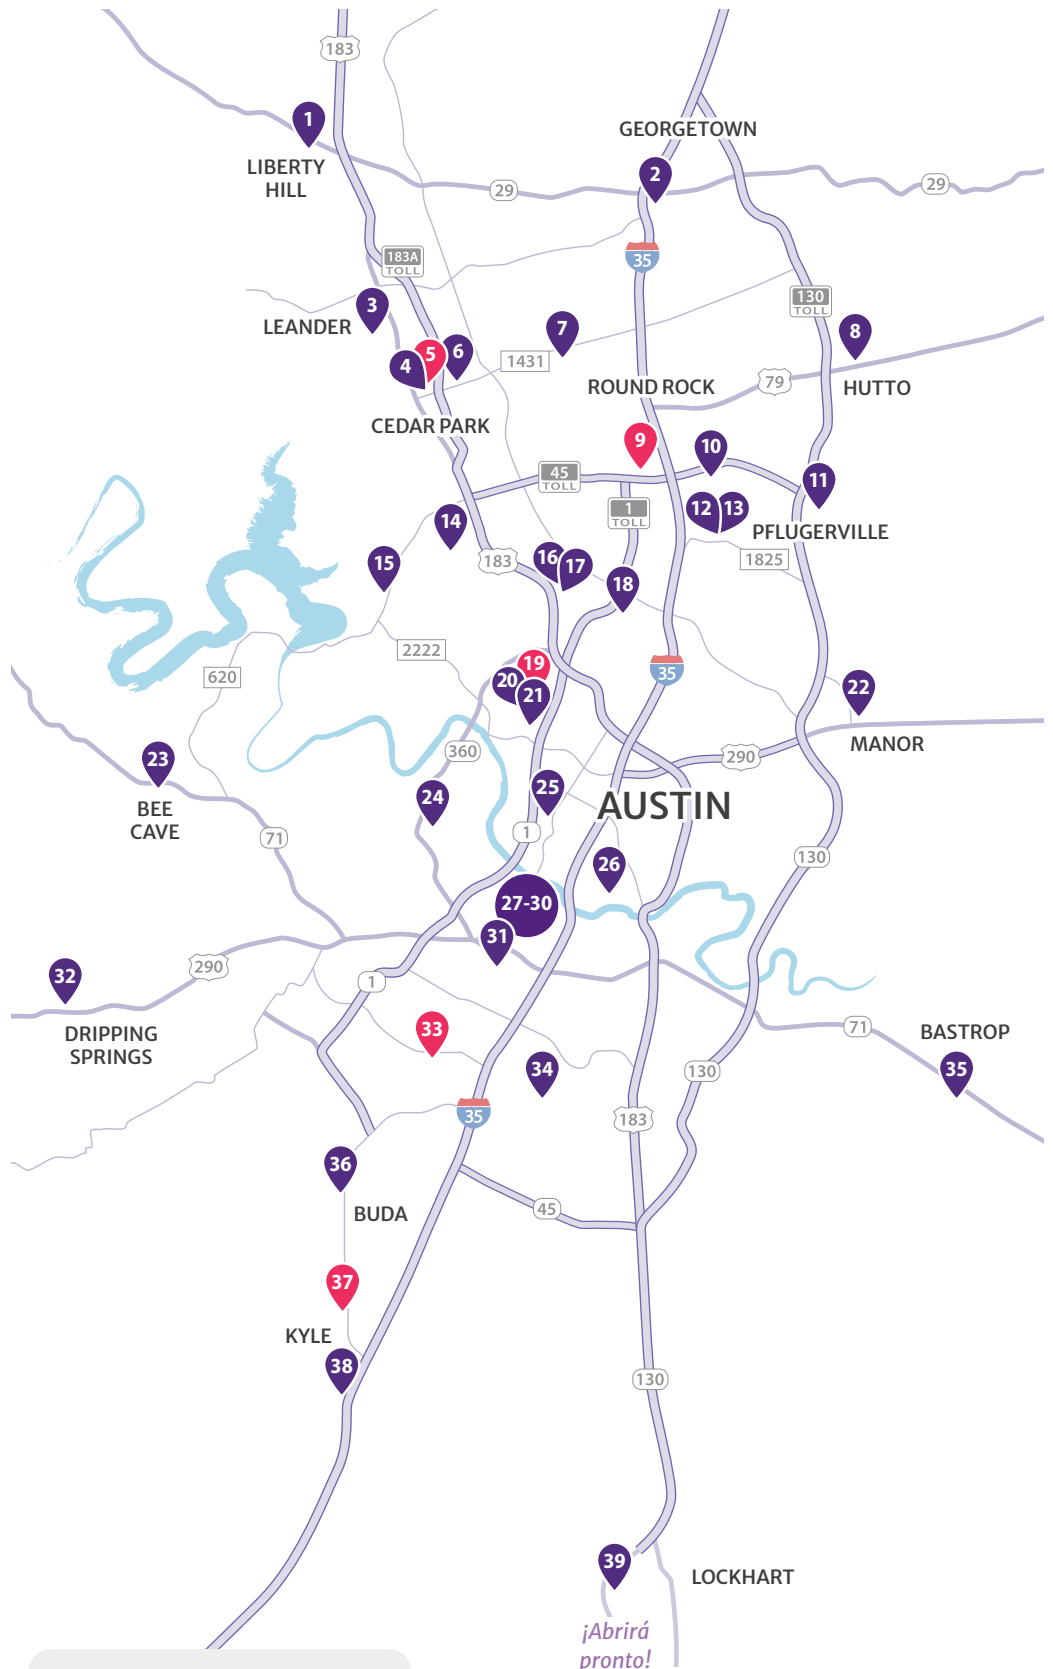 183
1
GEORGETOWN
LIBERTY
HILL
2
29
29
183A
TOLL
35
130
TOLL
3
LEANDER
7
8
5
6
4
1431
ROUND ROCK
79
HUTTO
CEDAR PARK
9
10
45
TOLL
11
1
TOLL
12
13
14
PFLUGERVILLE
183
16
17
1825
15
18
2222
19
35
620
20
21
22
MANOR
360
290
23
BEE
CAVE
24
25
AUSTIN
1
71
130
26
27-30
31
290
32
1
DRIPPING
SPRINGS
33
71
BASTROP
34
130
35
35
183
36
BUDA
45
37
KYLE
38
130
39
LOCKHART
¡Abrirá
pronto!